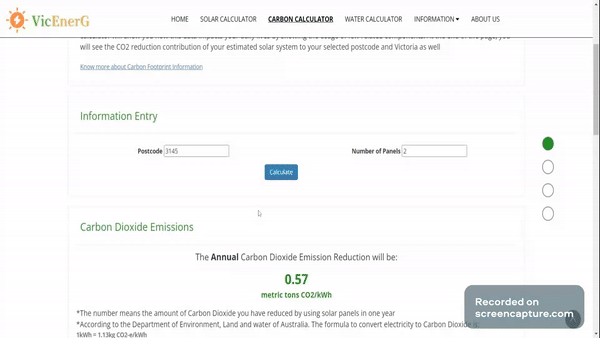 VicEnerG
HOME SOLAR CALCULATOR CARBON CALCULATOR WATER CALCULATOR INFORMATION ABOUT US
will see the CO2 reduction contribution of your estimated solar system to your selected postcode and Victoria as well
Know more about Carbon Footprint Information
Information Entry
Postcode 3145 Number of Panels 2
Calculate
Carbon Dioxide Emissions
The Annual Carbon Dioxide Emission Reduction will be:
0.57
metric tons CO2/kWh
*The number means the amount of Carbon Dioxide you have reduced by using solar panels in one year
*According to the Department of Environment, Land and water of Australia. The formula to convert electricity to Carbon Dioxide is:
1kWh = 1.13kg CO2-e/kWh
Recorded on
screencapture.com